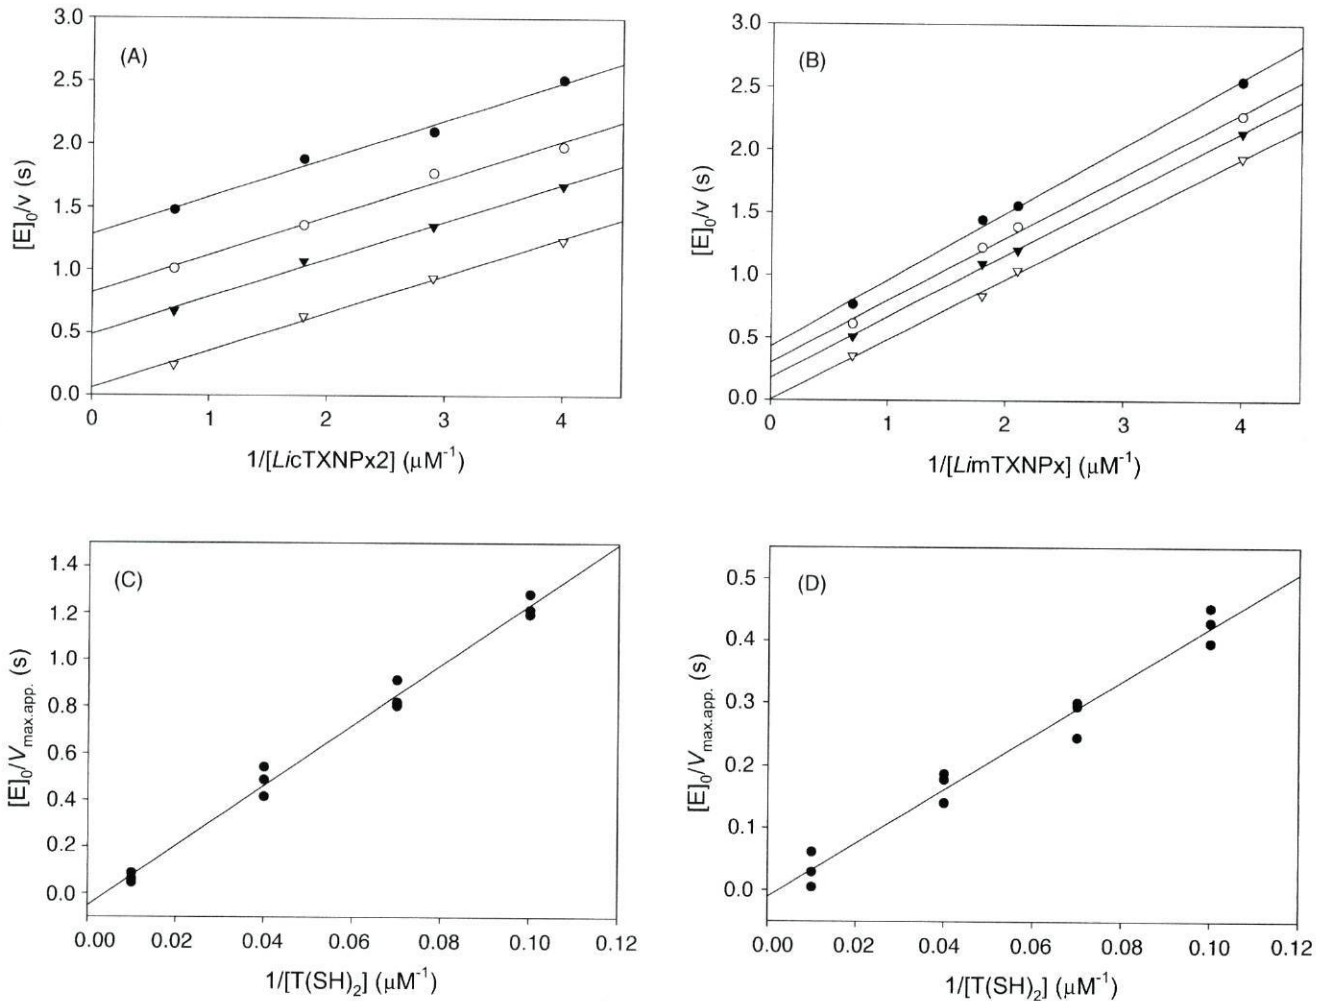 (A)
[E]₀/v (s)
3.0
2.5
2.0
1.5
1.0
0.5
0.0
0 1 2 3 4
1/[LicTXNPx2] (μM⁻¹)
(B)
[E]₀/v (s)
3.0
2.5
2.0
1.5
1.0
0.5
0.0
0 1 2 3 4
1/[LimTXNPx] (μM⁻¹)
(C)
[E]₀/Vmax.app. (s)
1.4
1.2
1.0
0.8
0.6
0.4
0.2
0.0
0.00 0.02 0.04 0.06 0.08 0.10 0.12
1/[T(SH)₂] (μM⁻¹)
(D)
[E]₀/Vmax.app. (s)
0.5
0.4
0.3
0.2
0.1
0.0
0.00 0.02 0.04 0.06 0.08 0.10 0.12
1/[T(SH)₂] (μM⁻¹)